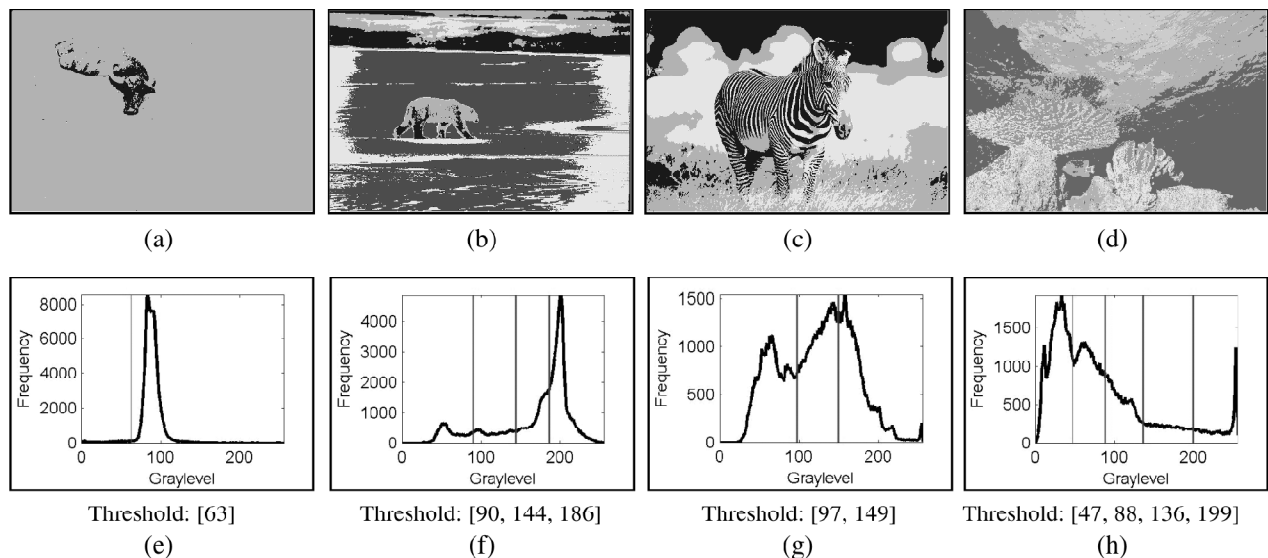 (a) (b) (c) (d)
8000
6000
4000
2000
0
0 100 200
Frequency
Graylevel
4000
3000
2000
1000
0
0 100 200
Frequency
Graylevel
1500
1000
500
0
0 100 200
Frequency
Graylevel
1500
1000
500
0
0 100 200
Frequency
Graylevel
Threshold: [63] Threshold: [90, 144, 186] Threshold: [97, 149] Threshold: [47, 88, 136, 199]
(e) (f) (g) (h)